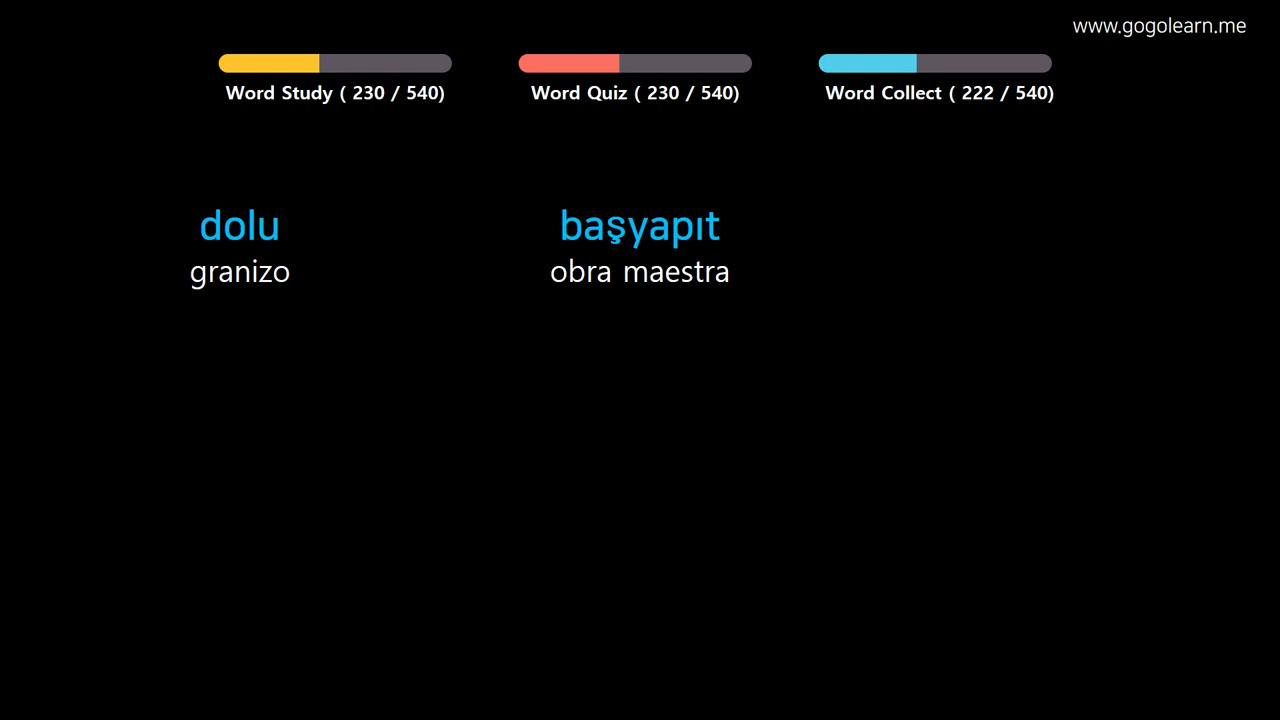 www.gogolearn.me
Word Study ( 230 / 540)
Word Quiz ( 230 / 540)
Word Collect ( 222 / 540)
dolu
granizo
başyapıt
obra maestra